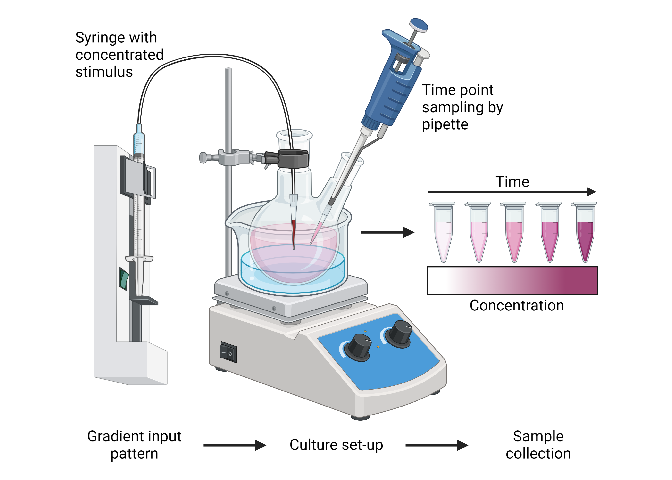 Syringe with
concentrated
stimulus
Time point
sampling by
pipette
Time
Concentration
Gradient input
pattern
Culture set-up
Sample
collection